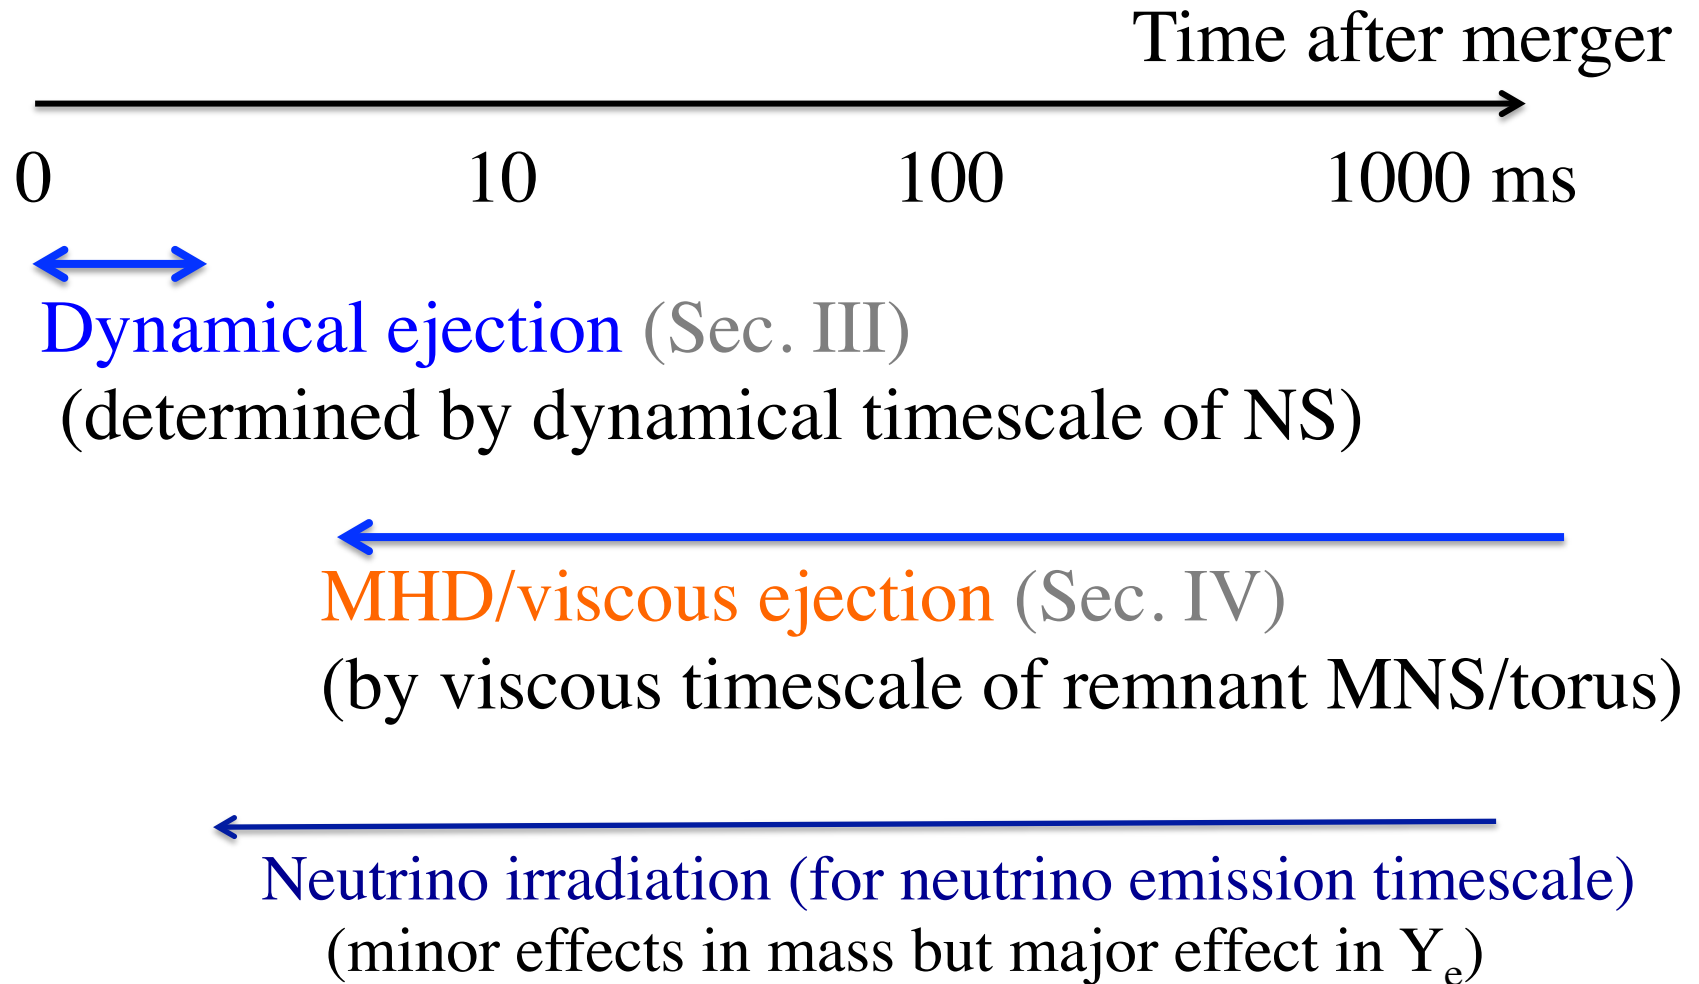 Time after merger
0 10 100 1000 ms
Dynamical ejection (Sec. III)
(determined by dynamical timescale of NS)
MHD/viscous ejection (Sec. IV)
(by viscous timescale of remnant MNS/torus)
Neutrino irradiation (for neutrino emission timescale)
(minor effects in mass but major effect in Yₑ)